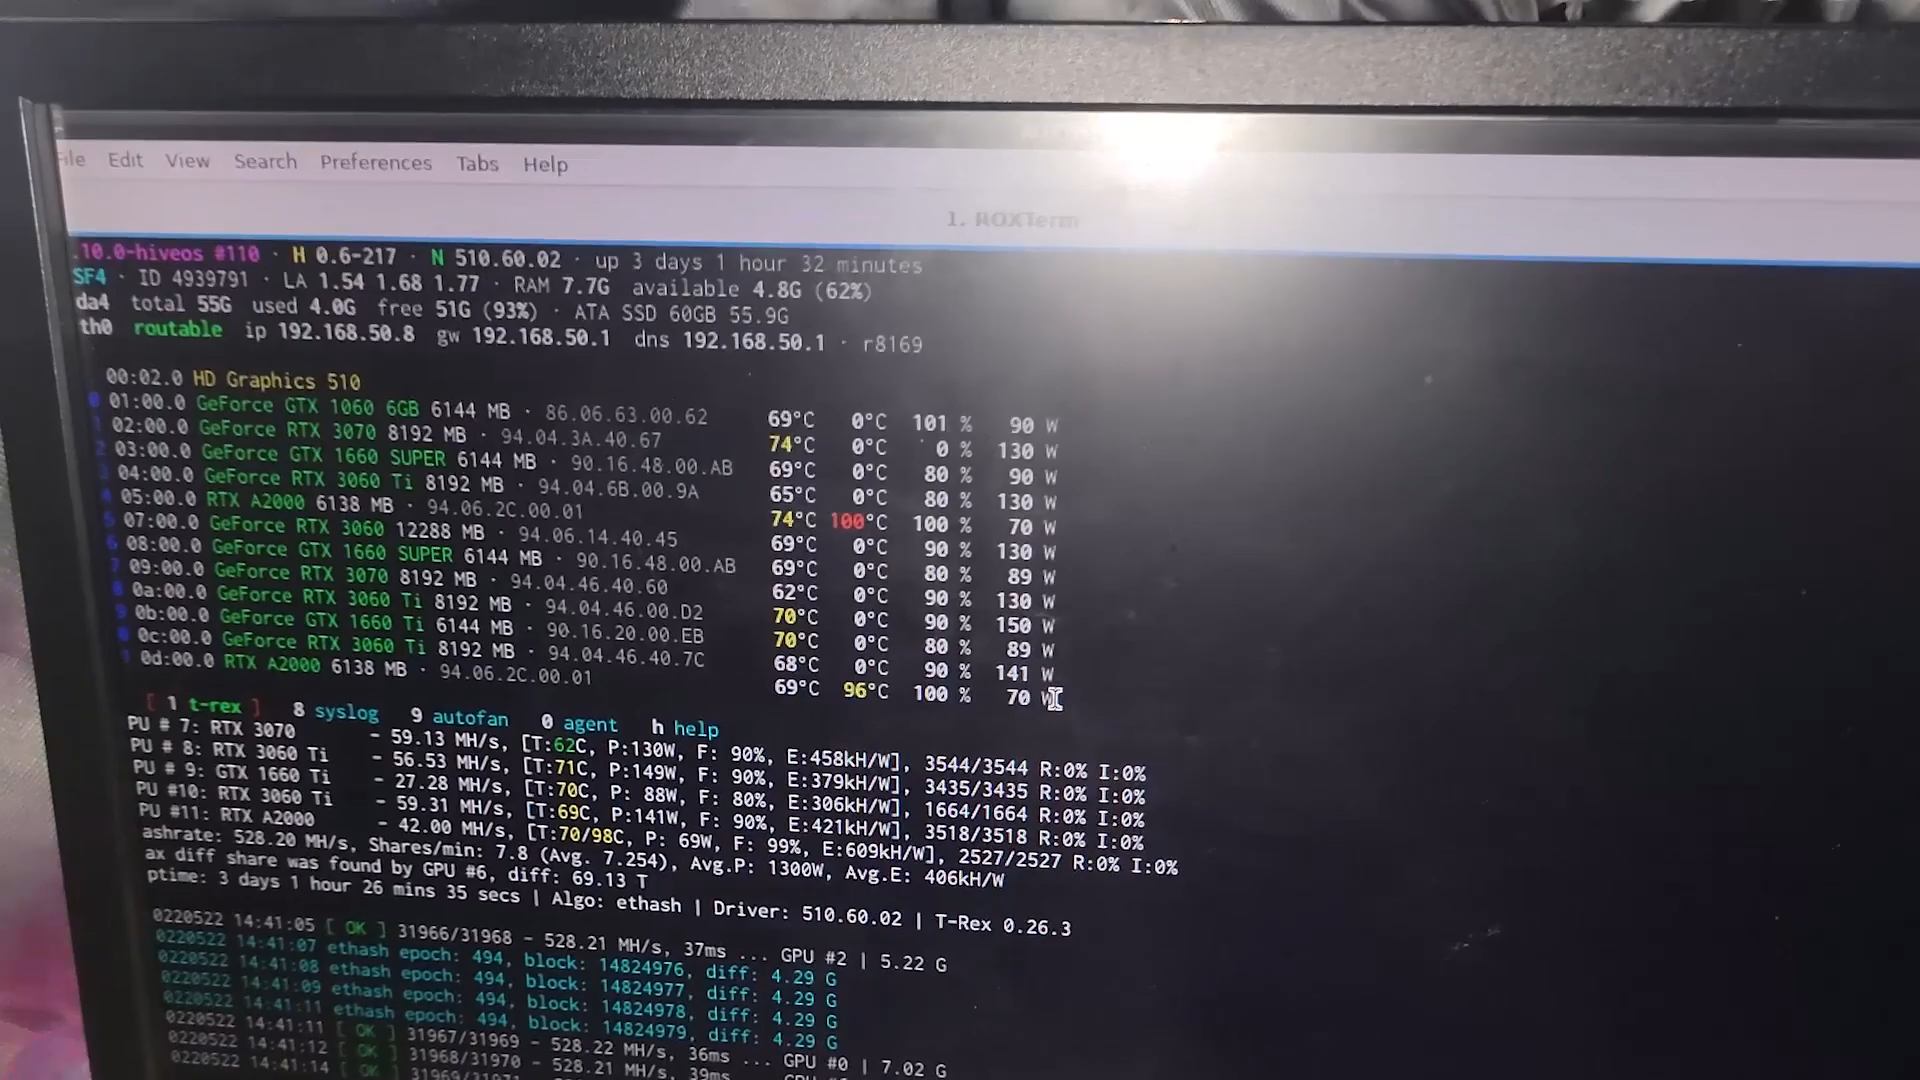 File Edit View Search Preferences Tabs Help
1. ROXTerm
.10.0-hiveos #110 · H 0.6-217 · N 510.60.02 · up 3 days 1 hour 32 minutes
SF4 · ID 4939791 · LA 1.54 1.68 1.77 · RAM 7.7G available 4.8G (62%)
da4 total 55G used 4.0G free 51G (93%) · ATA SSD 60GB 55.9G
th0 routable ip 192.168.50.8 gw 192.168.50.1 dns 192.168.50.1 · r8169
00:02.0 HD Graphics 510
0 01:00.0 GeForce GTX 1060 6GB 6144 MB · 86.06.63.00.62 69°C 0°C 101 % 90 W
1 02:00.0 GeForce RTX 3070 8192 MB · 94.04.3A.40.67 74°C 0°C 0 % 130 W
2 03:00.0 GeForce GTX 1660 SUPER 6144 MB · 90.16.48.00.AB 69°C 0°C 80 % 90 W
3 04:00.0 GeForce RTX 3060 Ti 8192 MB · 94.04.6B.00.9A 65°C 0°C 80 % 130 W
4 05:00.0 RTX A2000 6138 MB · 94.06.2C.00.01 74°C 100°C 100 % 70 W
5 07:00.0 GeForce RTX 3060 12288 MB · 94.06.14.40.45 69°C 0°C 90 % 130 W
6 08:00.0 GeForce GTX 1660 SUPER 6144 MB · 90.16.48.00.AB 69°C 0°C 80 % 89 W
7 09:00.0 GeForce RTX 3070 8192 MB · 94.04.46.40.60 62°C 0°C 90 % 130 W
8 0a:00.0 GeForce RTX 3060 Ti 8192 MB · 94.04.46.00.D2 70°C 0°C 90 % 150 W
9 0b:00.0 GeForce GTX 1660 Ti 6144 MB · 90.16.20.00.EB 70°C 0°C 80 % 89 W
0 0c:00.0 GeForce RTX 3060 Ti 8192 MB · 94.04.46.40.7C 68°C 0°C 90 % 141 W
1 0d:00.0 RTX A2000 6138 MB · 94.06.2C.00.01 69°C 96°C 100 % 70 W
[ 1 t-rex ] 8 syslog 9 autofan 0 agent h help
PU # 7: RTX 3070 - 59.13 MH/s, [T:62C, P:130W, F: 90%, E:458kH/W], 3544/3544 R:0% I:0%
PU # 8: RTX 3060 Ti - 56.53 MH/s, [T:71C, P:149W, F: 90%, E:379kH/W], 3435/3435 R:0% I:0%
PU # 9: GTX 1660 Ti - 27.28 MH/s, [T:70C, P: 88W, F: 80%, E:306kH/W], 1664/1664 R:0% I:0%
PU #10: RTX 3060 Ti - 59.31 MH/s, [T:69C, P:141W, F: 90%, E:421kH/W], 3518/3518 R:0% I:0%
PU #11: RTX A2000 - 42.00 MH/s, [T:70/98C, P: 69W, F: 99%, E:609kH/W], 2527/2527 R:0% I:0%
ashrate: 528.20 MH/s, Shares/min: 7.8 (Avg. 7.254), Avg.P: 1300W, Avg.E: 406kH/W
ax diff share was found by GPU #6, diff: 69.13 T
ptime: 3 days 1 hour 26 mins 35 secs | Algo: ethash | Driver: 510.60.02 | T-Rex 0.26.3
0220522 14:41:05 [ OK ] 31966/31968 - 528.21 MH/s, 37ms ... GPU #2 | 5.22 G
0220522 14:41:07 ethash epoch: 494, block: 14824976, diff: 4.29 G
0220522 14:41:08 ethash epoch: 494, block: 14824977, diff: 4.29 G
0220522 14:41:09 ethash epoch: 494, block: 14824978, diff: 4.29 G
0220522 14:41:11 ethash epoch: 494, block: 14824979, diff: 4.29 G
0220522 14:41:11 [ OK ] 31967/31969 - 528.22 MH/s, 36ms ... GPU #0 | 7.02 G
0220522 14:41:12 [ OK ] 31968/31970 - 528.21 MH/s, 39ms
0220522 14:41:14 [ OK ] 31969/31971